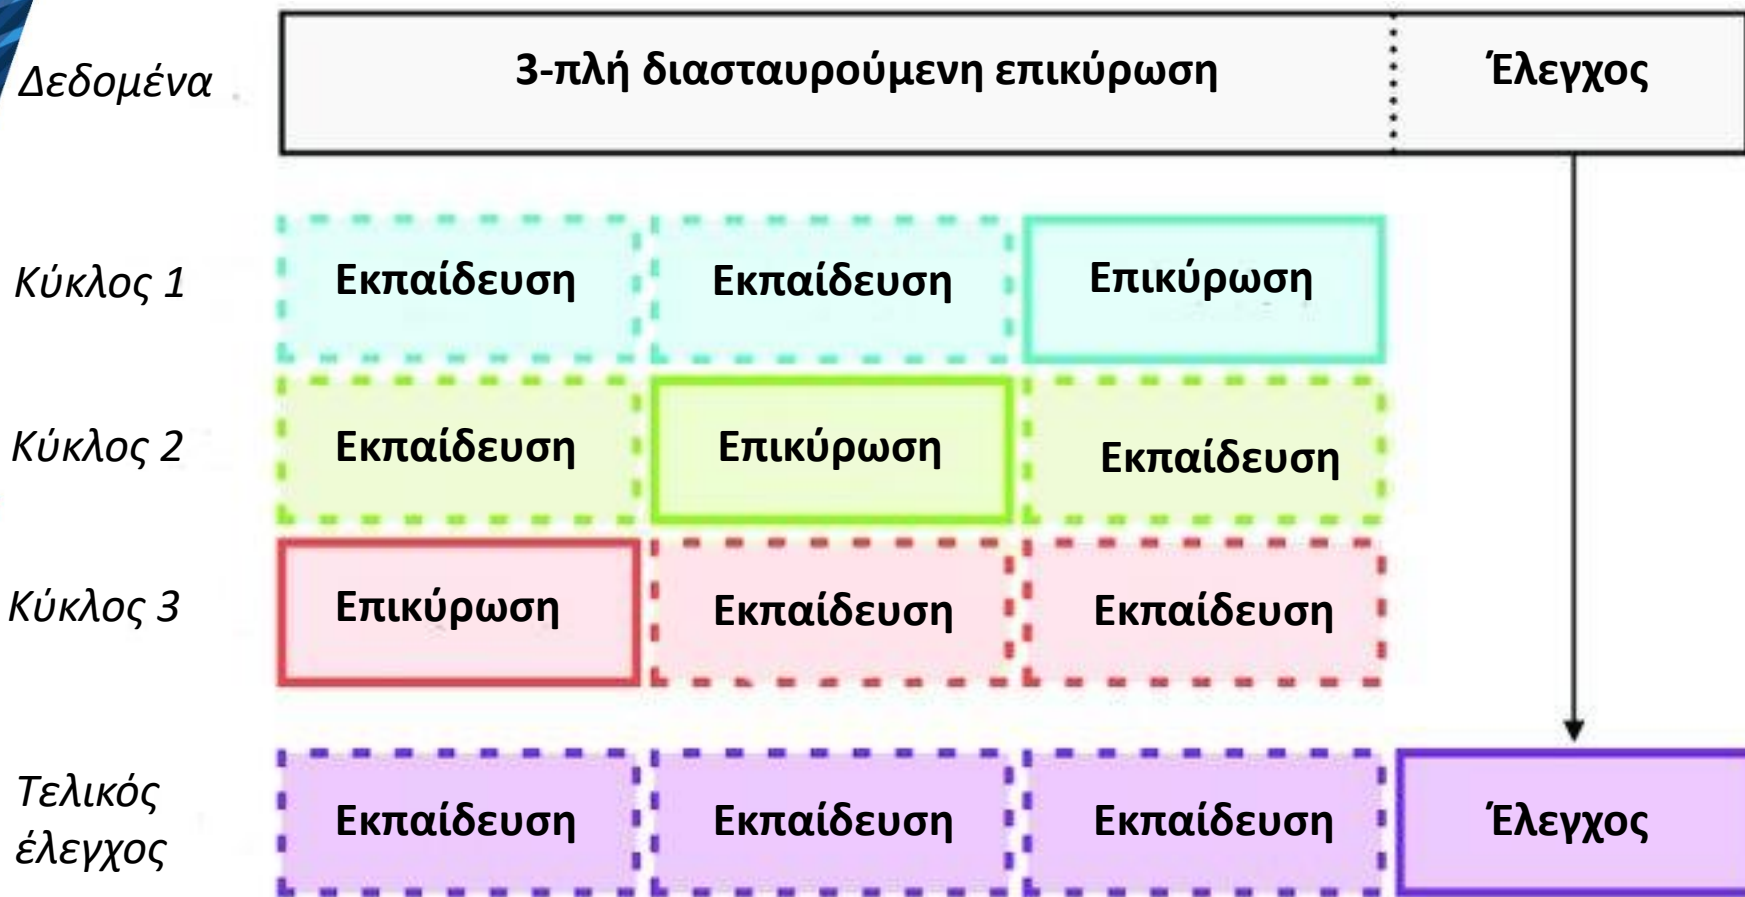 Δεδομένα
3-πλή διασταυρούμενη επικύρωση
Έλεγχος
Κύκλος 1
Εκπαίδευση
Εκπαίδευση
Επικύρωση
Κύκλος 2
Εκπαίδευση
Επικύρωση
Εκπαίδευση
Κύκλος 3
Επικύρωση
Εκπαίδευση
Εκπαίδευση
Τελικός
έλεγχος
Εκπαίδευση
Εκπαίδευση
Εκπαίδευση
Έλεγχος